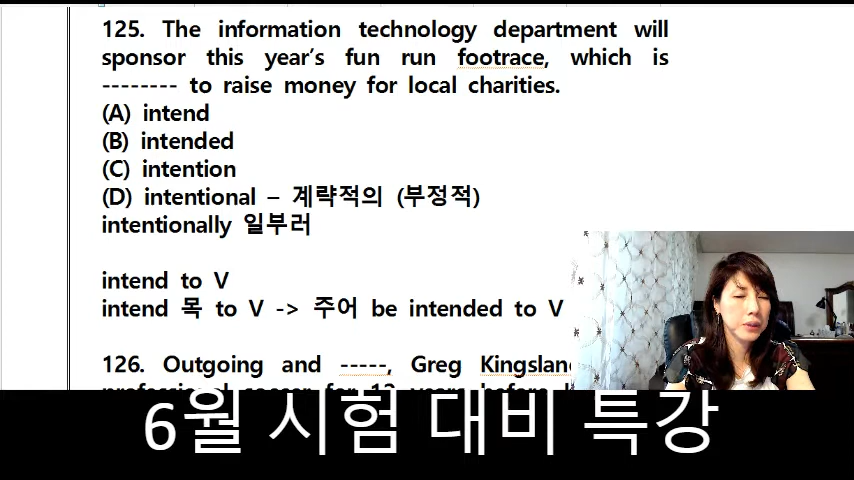 125. The information technology department will
sponsor this year's fun run footrace, which is
-------- to raise money for local charities.
(A) intend
(B) intended
(C) intention
(D) intentional – 계략적의 (부정적)
intentionally 일부러
intend to V
intend 목 to V -> 주어 be intended to V
126. Outgoing and -----, Greg
6월 시험 대비 특강